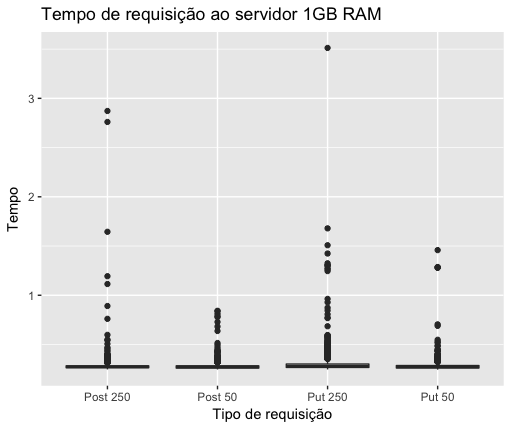 Tempo de requisição ao servidor 1GB RAM
Tempo
3
2
1
Post 250 Post 50 Put 250 Put 50
Tipo de requisição